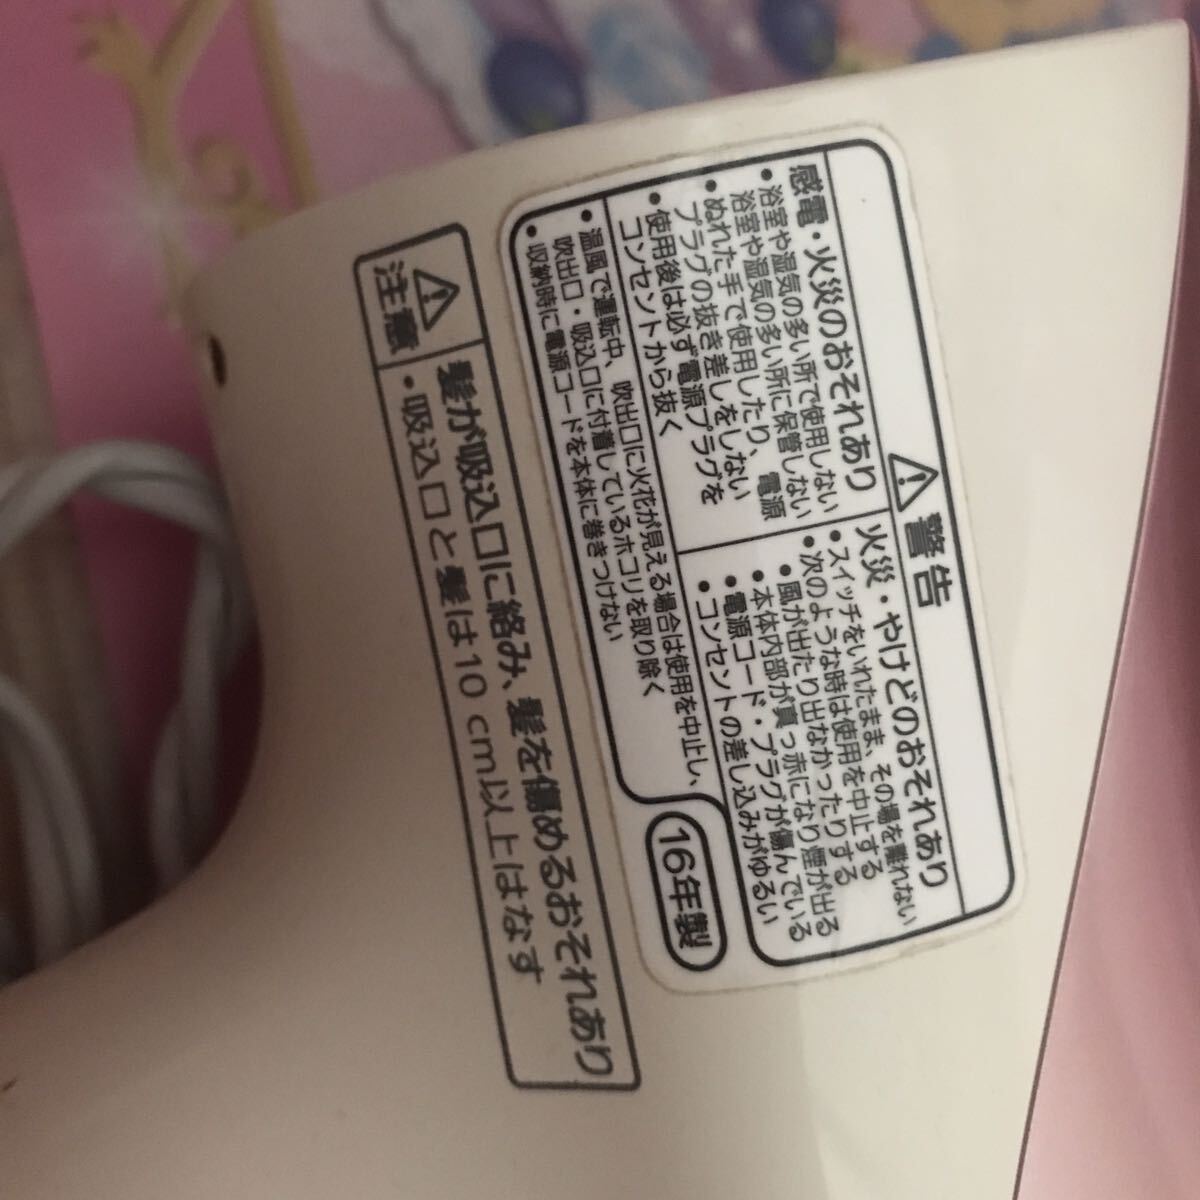 ⚠警告
感電・火災のおそれあり
・浴室や湿気の多い所で使用しない
浴室や湿気の多い所に保管しない
・ぬれた手で使用したり、電源
プラグの抜き差しをしない
・使用後は必ず電源プラグを
コンセントから抜く
火災・やけどのおそれあり
・スイッチをいれたまま、その場を離れない
・次のような時は使用を中止する
・風が出たり出なかったりする
・本体内部が真っ赤になり煙が出る
・電源コード・プラグが傷んでいる
・コンセントの差し込みがゆるい
・温風で運転中、吹出口に火花が見える場合は使用を中止し、
吹出口・吸込口に付着しているホコリを取り除く
・収納時に電源コードを本体に巻きつけない
16年製
⚠注意
髪が吸込口に絡み、髪を傷めるおそれあり
・吸込口と髪は10cm以上はなす